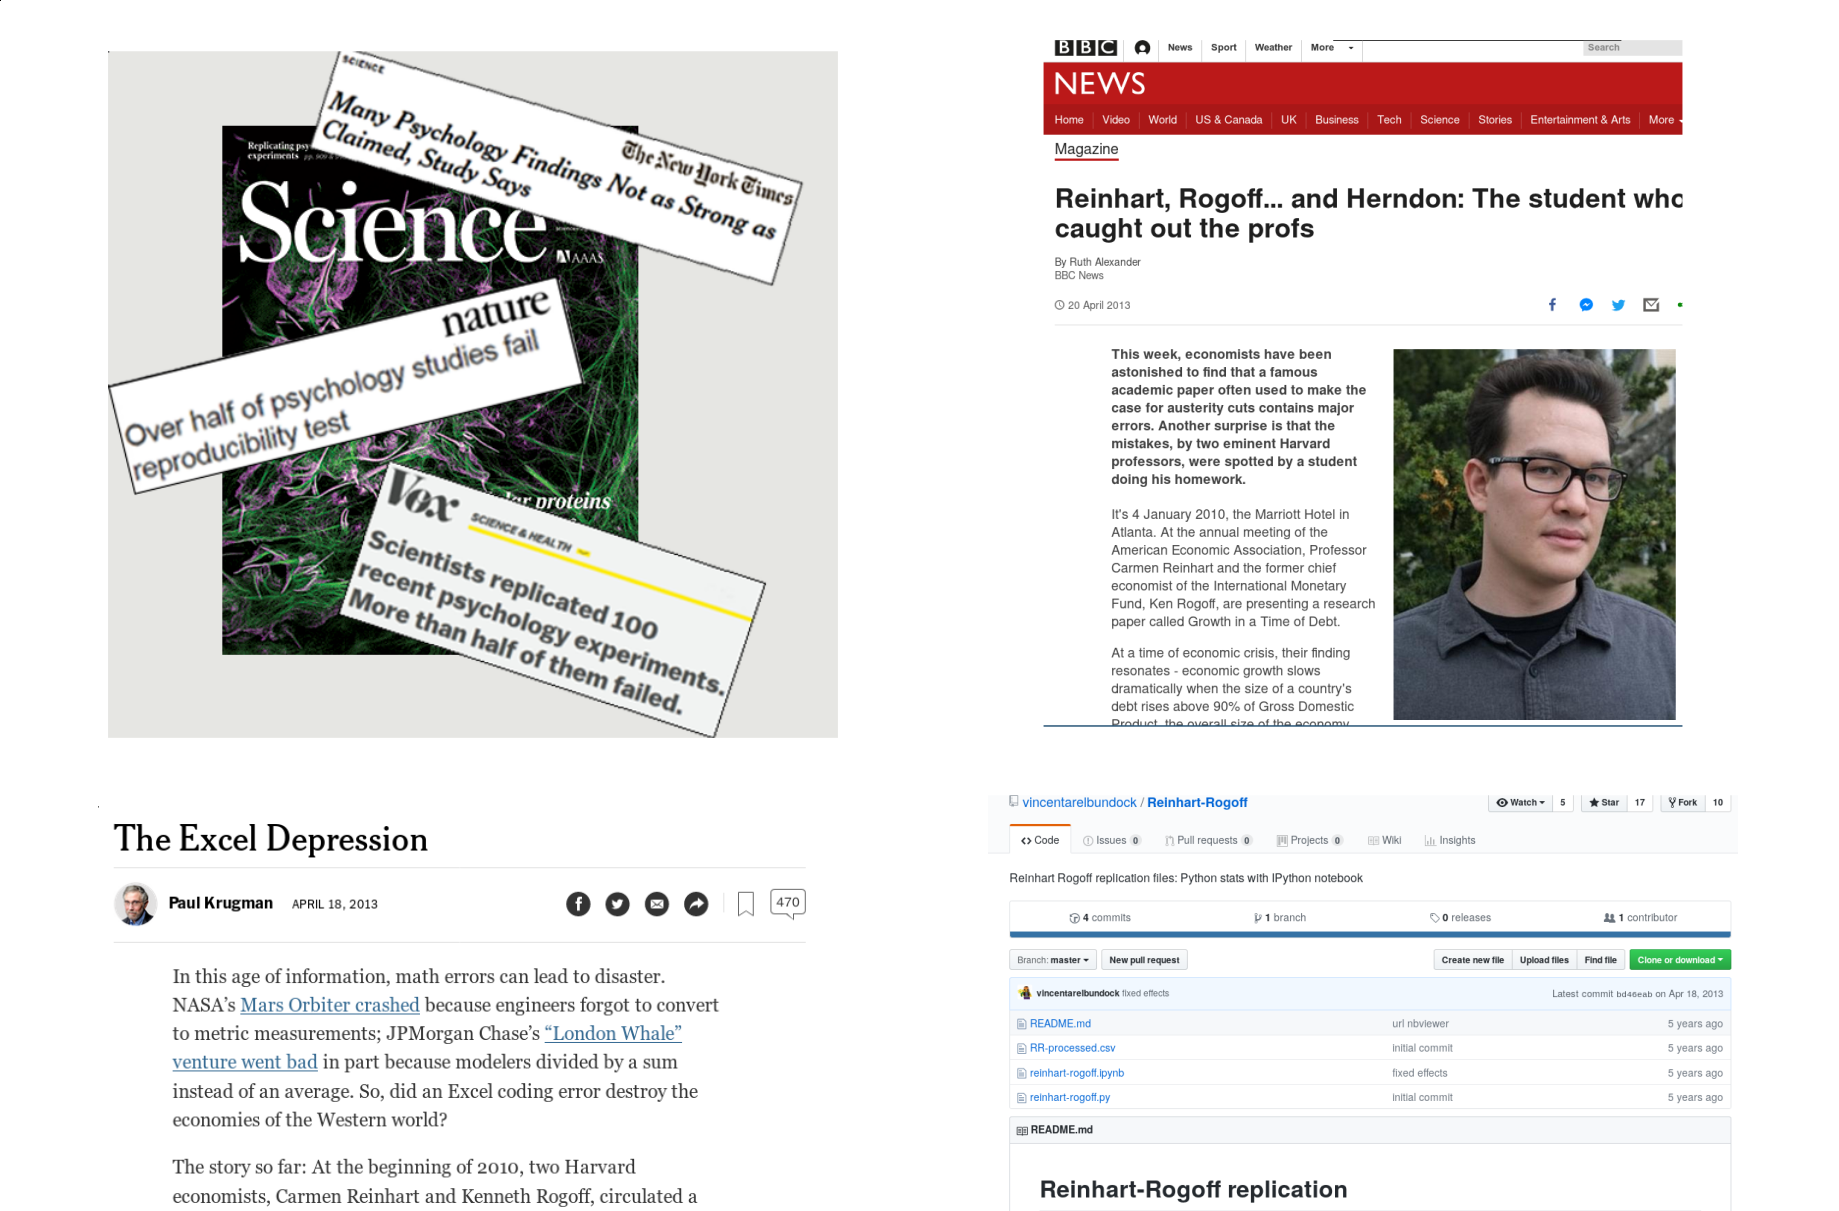 SCIENCE
Many Psychology Findings Not as Strong as
Claimed, Study Says
The New York Times
Replicating psy
experiments
Science
AAAS
nature
Over half of psychology studies fail
reproducibility test
lar proteins
Vox
SCIENCE & HEALTH
Scientists replicated 100
recent psychology experiments.
More than half of them failed.
BBC News Sport Weather More Search
NEWS
Home Video World US & Canada UK Business Tech Science Stories Entertainment & Arts More
Magazine
Reinhart, Rogoff... and Herndon: The student who
caught out the profs
By Ruth Alexander
BBC News
20 April 2013
This week, economists have been
astonished to find that a famous
academic paper often used to make the
case for austerity cuts contains major
errors. Another surprise is that the
mistakes, by two eminent Harvard
professors, were spotted by a student
doing his homework.
It's 4 January 2010, the Marriott Hotel in
Atlanta. At the annual meeting of the
American Economic Association, Professor
Carmen Reinhart and the former chief
economist of the International Monetary
Fund, Ken Rogoff, are presenting a research
paper called Growth in a Time of Debt.
At a time of economic crisis, their finding
resonates - economic growth slows
dramatically when the size of a country's
debt rises above 90% of Gross Domestic
Product, the overall size of the economy.
The Excel Depression
Paul Krugman APRIL 18, 2013 470
In this age of information, math errors can lead to disaster.
NASA's Mars Orbiter crashed because engineers forgot to convert
to metric measurements; JPMorgan Chase's “London Whale”
venture went bad in part because modelers divided by a sum
instead of an average. So, did an Excel coding error destroy the
economies of the Western world?
The story so far: At the beginning of 2010, two Harvard
economists, Carmen Reinhart and Kenneth Rogoff, circulated a
vincentarelbundock / Reinhart-Rogoff Watch 5 Star 17 Fork 10
Code Issues 0 Pull requests 0 Projects 0 Wiki Insights
Reinhart Rogoff replication files: Python stats with IPython notebook
4 commits 1 branch 0 releases 1 contributor
Branch: master New pull request Create new file Upload files Find file Clone or download
vincentarelbundock fixed effects Latest commit bd46eab on Apr 18, 2013
README.md url nbviewer 5 years ago
RR-processed.csv initial commit 5 years ago
reinhart-rogoff.ipynb fixed effects 5 years ago
reinhart-rogoff.py initial commit 5 years ago
README.md
Reinhart-Rogoff replication